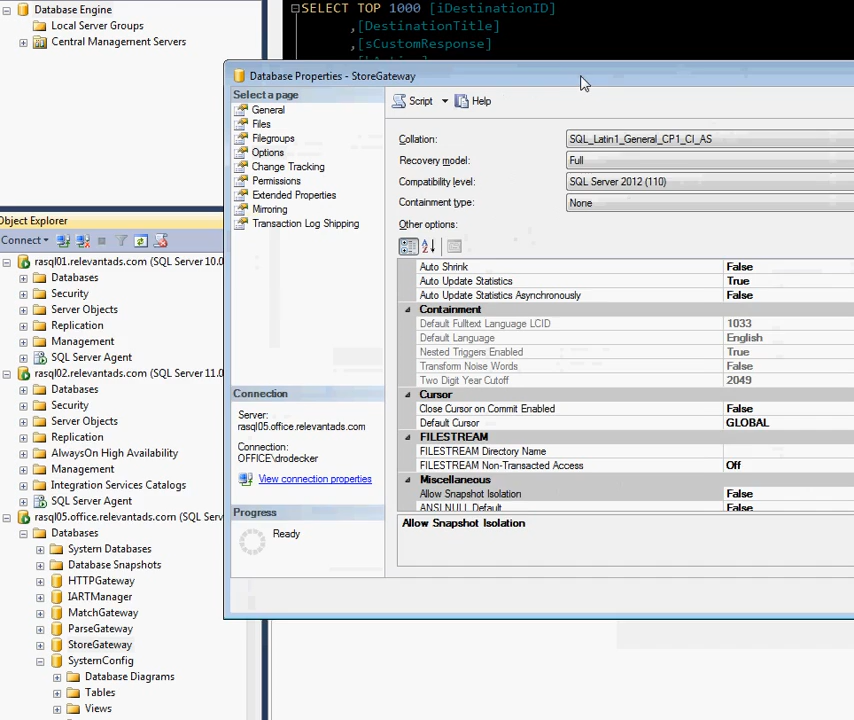 Database Engine
Local Server Groups
Central Management Servers
SELECT TOP 1000 [iDestinationID]
,[DestinationTitle]
,[sCustomResponse]
Database Properties - StoreGateway
Select a page
General
Files
Filegroups
Options
Change Tracking
Permissions
Extended Properties
Mirroring
Transaction Log Shipping
Script
Help
Collation:
SQL_Latin1_General_CP1_CI_AS
Recovery model:
Full
Compatibility level:
SQL Server 2012 (110)
Containment type:
None
Other options:
Auto Shrink
False
Auto Update Statistics
True
Auto Update Statistics Asynchronously
False
Containment
Default Fulltext Language LCID
1033
Default Language
English
Nested Triggers Enabled
True
Transform Noise Words
False
Two Digit Year Cutoff
2049
Cursor
Close Cursor on Commit Enabled
False
Default Cursor
GLOBAL
FILESTREAM
FILESTREAM Directory Name
FILESTREAM Non-Transacted Access
Off
Miscellaneous
Allow Snapshot Isolation
False
ANSI NULL Default
False
Allow Snapshot Isolation
Connection
Server:
rasql05.office.relevantads.com
Connection:
OFFICE\drodecker
View connection properties
Progress
Ready
Object Explorer
Connect
rasql01.relevantads.com (SQL Server 10.0
Databases
Security
Server Objects
Replication
Management
SQL Server Agent
rasql02.relevantads.com (SQL Server 11.0
Databases
Security
Server Objects
Replication
AlwaysOn High Availability
Management
Integration Services Catalogs
SQL Server Agent
rasql05.office.relevantads.com (SQL Serv
Databases
System Databases
Database Snapshots
HTTPGateway
IARTManager
MatchGateway
ParseGateway
StoreGateway
SystemConfig
Database Diagrams
Tables
Views